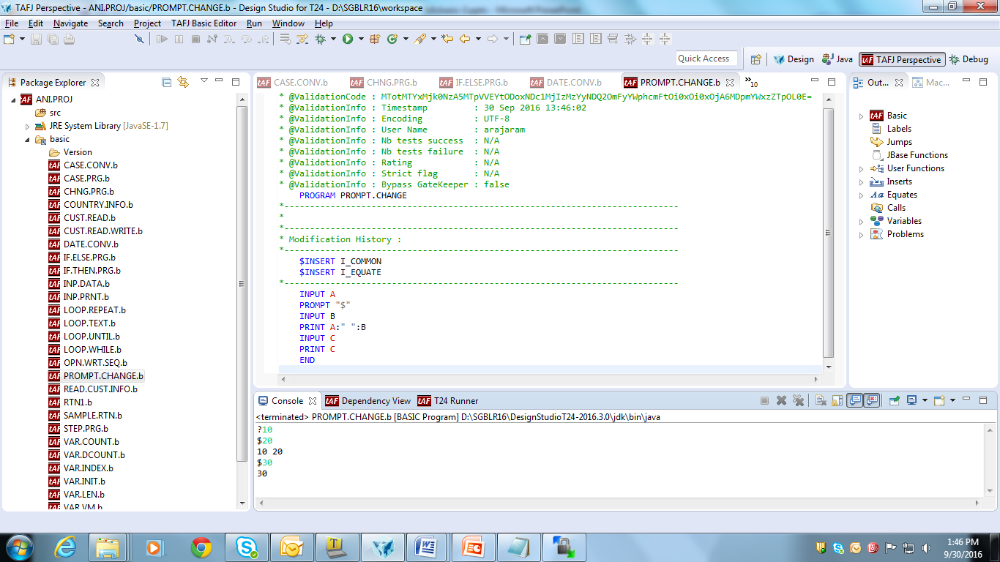 TAFJ Perspective - ANI.PROJ/basic/PROMPT.CHANGE.b - Design Studio for T24 - D:\SGBLR16\workspace
File Edit Navigate Search Project TAFJ Basic Editor Run Window Help
Quick Access
Design Java TAFJ Perspective Debug
Package Explorer
ANI.PROJ
src
JRE System Library [JavaSE-1.7]
basic
Version
CASE.CONV.b
CASE.PRG.b
CHNG.PRG.b
COUNTRY.INFO.b
CUST.READ.b
CUST.READ.WRITE.b
DATE.CONV.b
IF.ELSE.PRG.b
IF.THEN.PRG.b
INP.DATA.b
INP.PRNT.b
LOOP.REPEAT.b
LOOP.TEXT.b
LOOP.UNTIL.b
LOOP.WHILE.b
OPN.WRT.SEQ.b
PROMPT.CHANGE.b
READ.CUST.INFO.b
RTN1.b
SAMPLE.RTN.b
STEP.PRG.b
VAR.COUNT.b
VAR.DCOUNT.b
VAR.INDEX.b
VAR.INIT.b
VAR.LEN.b
VAR.VM.b
CASE.CONV.b CHNG.PRG.b IF.ELSE.PRG.b DATE.CONV.b PROMPT.CHANGE.b »10
* @ValidationInfo : Timestamp : 30 Sep 2016 13:46:02
* @ValidationInfo : Encoding : UTF-8
* @ValidationInfo : User Name : arajaram
* @ValidationInfo : Nb tests success : N/A
* @ValidationInfo : Nb tests failure : N/A
* @ValidationInfo : Rating : N/A
* @ValidationInfo : Strict flag : N/A
* @ValidationInfo : Bypass GateKeeper : false
PROGRAM PROMPT.CHANGE
*-----------------------------------------------------------------------------
*
*-----------------------------------------------------------------------------
* Modification History :
*-----------------------------------------------------------------------------
$INSERT I_COMMON
$INSERT I_EQUATE
*-----------------------------------------------------------------------------
INPUT A
PROMPT "$"
INPUT B
PRINT A:" ":B
INPUT C
PRINT C
END
Out... Mac...
Basic
Labels
Jumps
JBase Functions
User Functions
Inserts
Equates
Calls
Variables
Problems
Console Dependency View T24 Runner
<terminated> PROMPT.CHANGE.b [BASIC Program] D:\SGBLR16\DesignStudioT24-2016.3.0\jdk\bin\java
?10
$20
10 20
$30
30
1:46 PM
9/30/2016